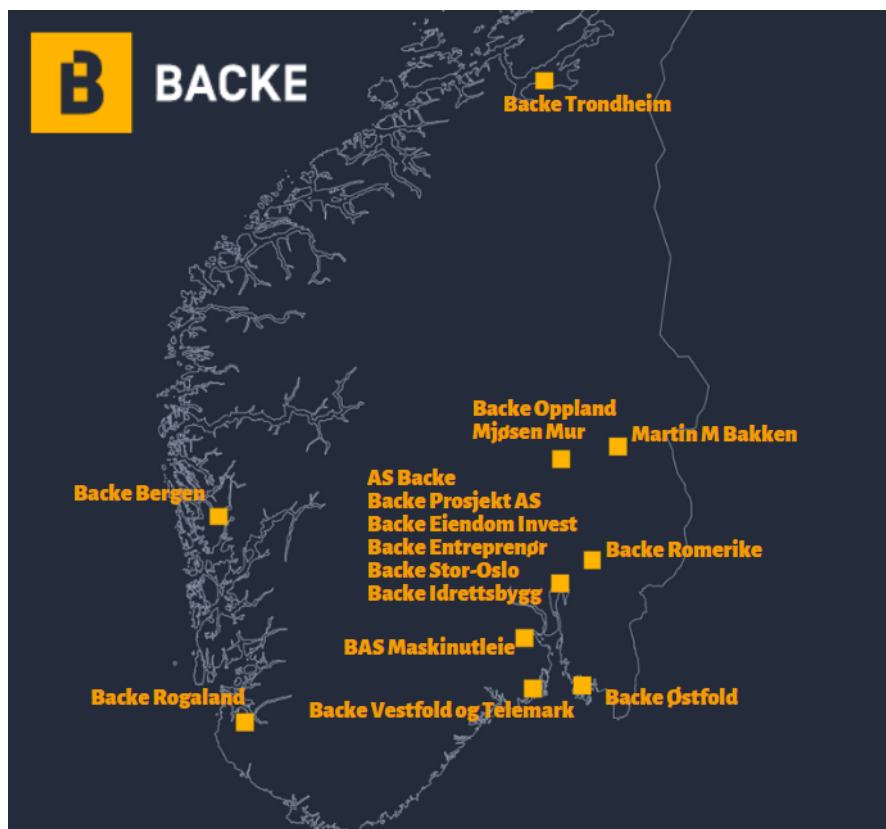 B BACKE
Backe Trondheim
Backe Oppland
Mjøsen Mur
Martin M Bakken
AS Backe
Backe Prosjekt AS
Backe Eiendom Invest
Backe Entreprenør
Backe Stor-Oslo
Backe Idrettsbygg
Backe Bergen
Backe Romerike
BAS Maskinutleie
Backe Rogaland
Backe Vestfold og Telemark
Backe Østfold